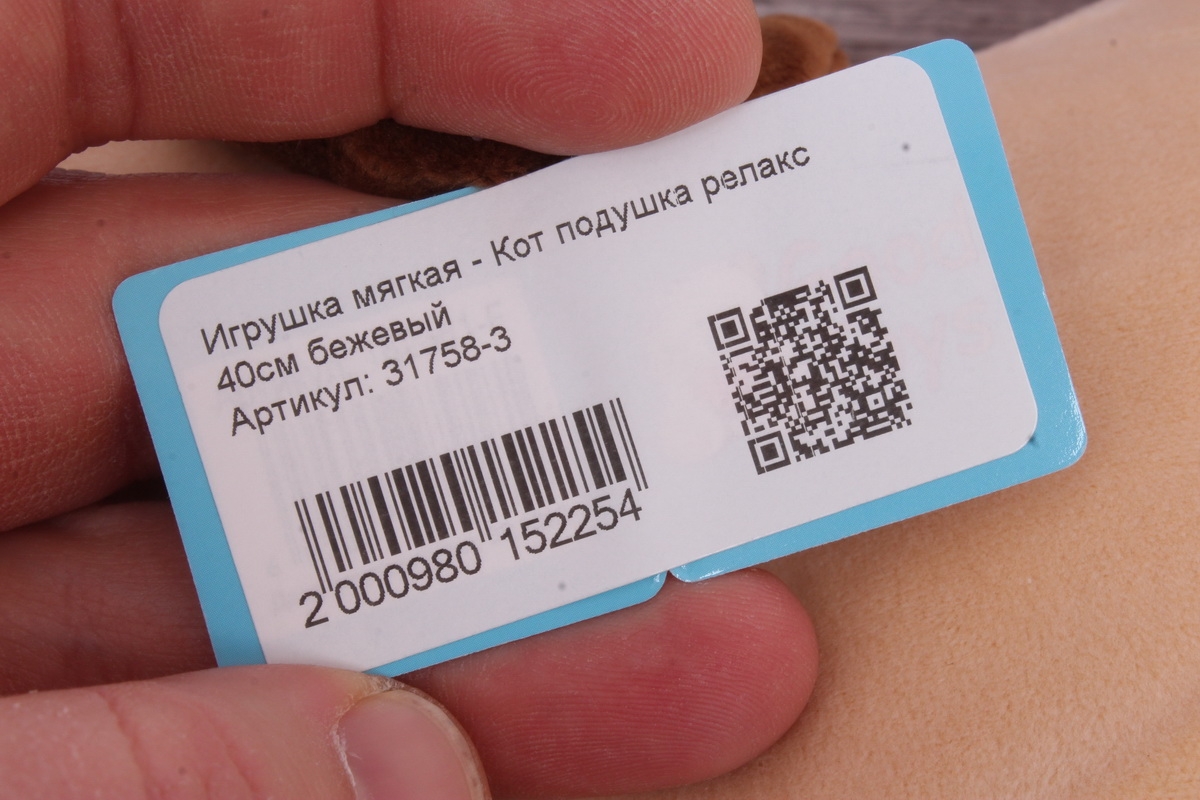 Игрушка мягкая - Кот подушка релакс
40см бежевый
Артикул: 31758-3
2 000980 152254